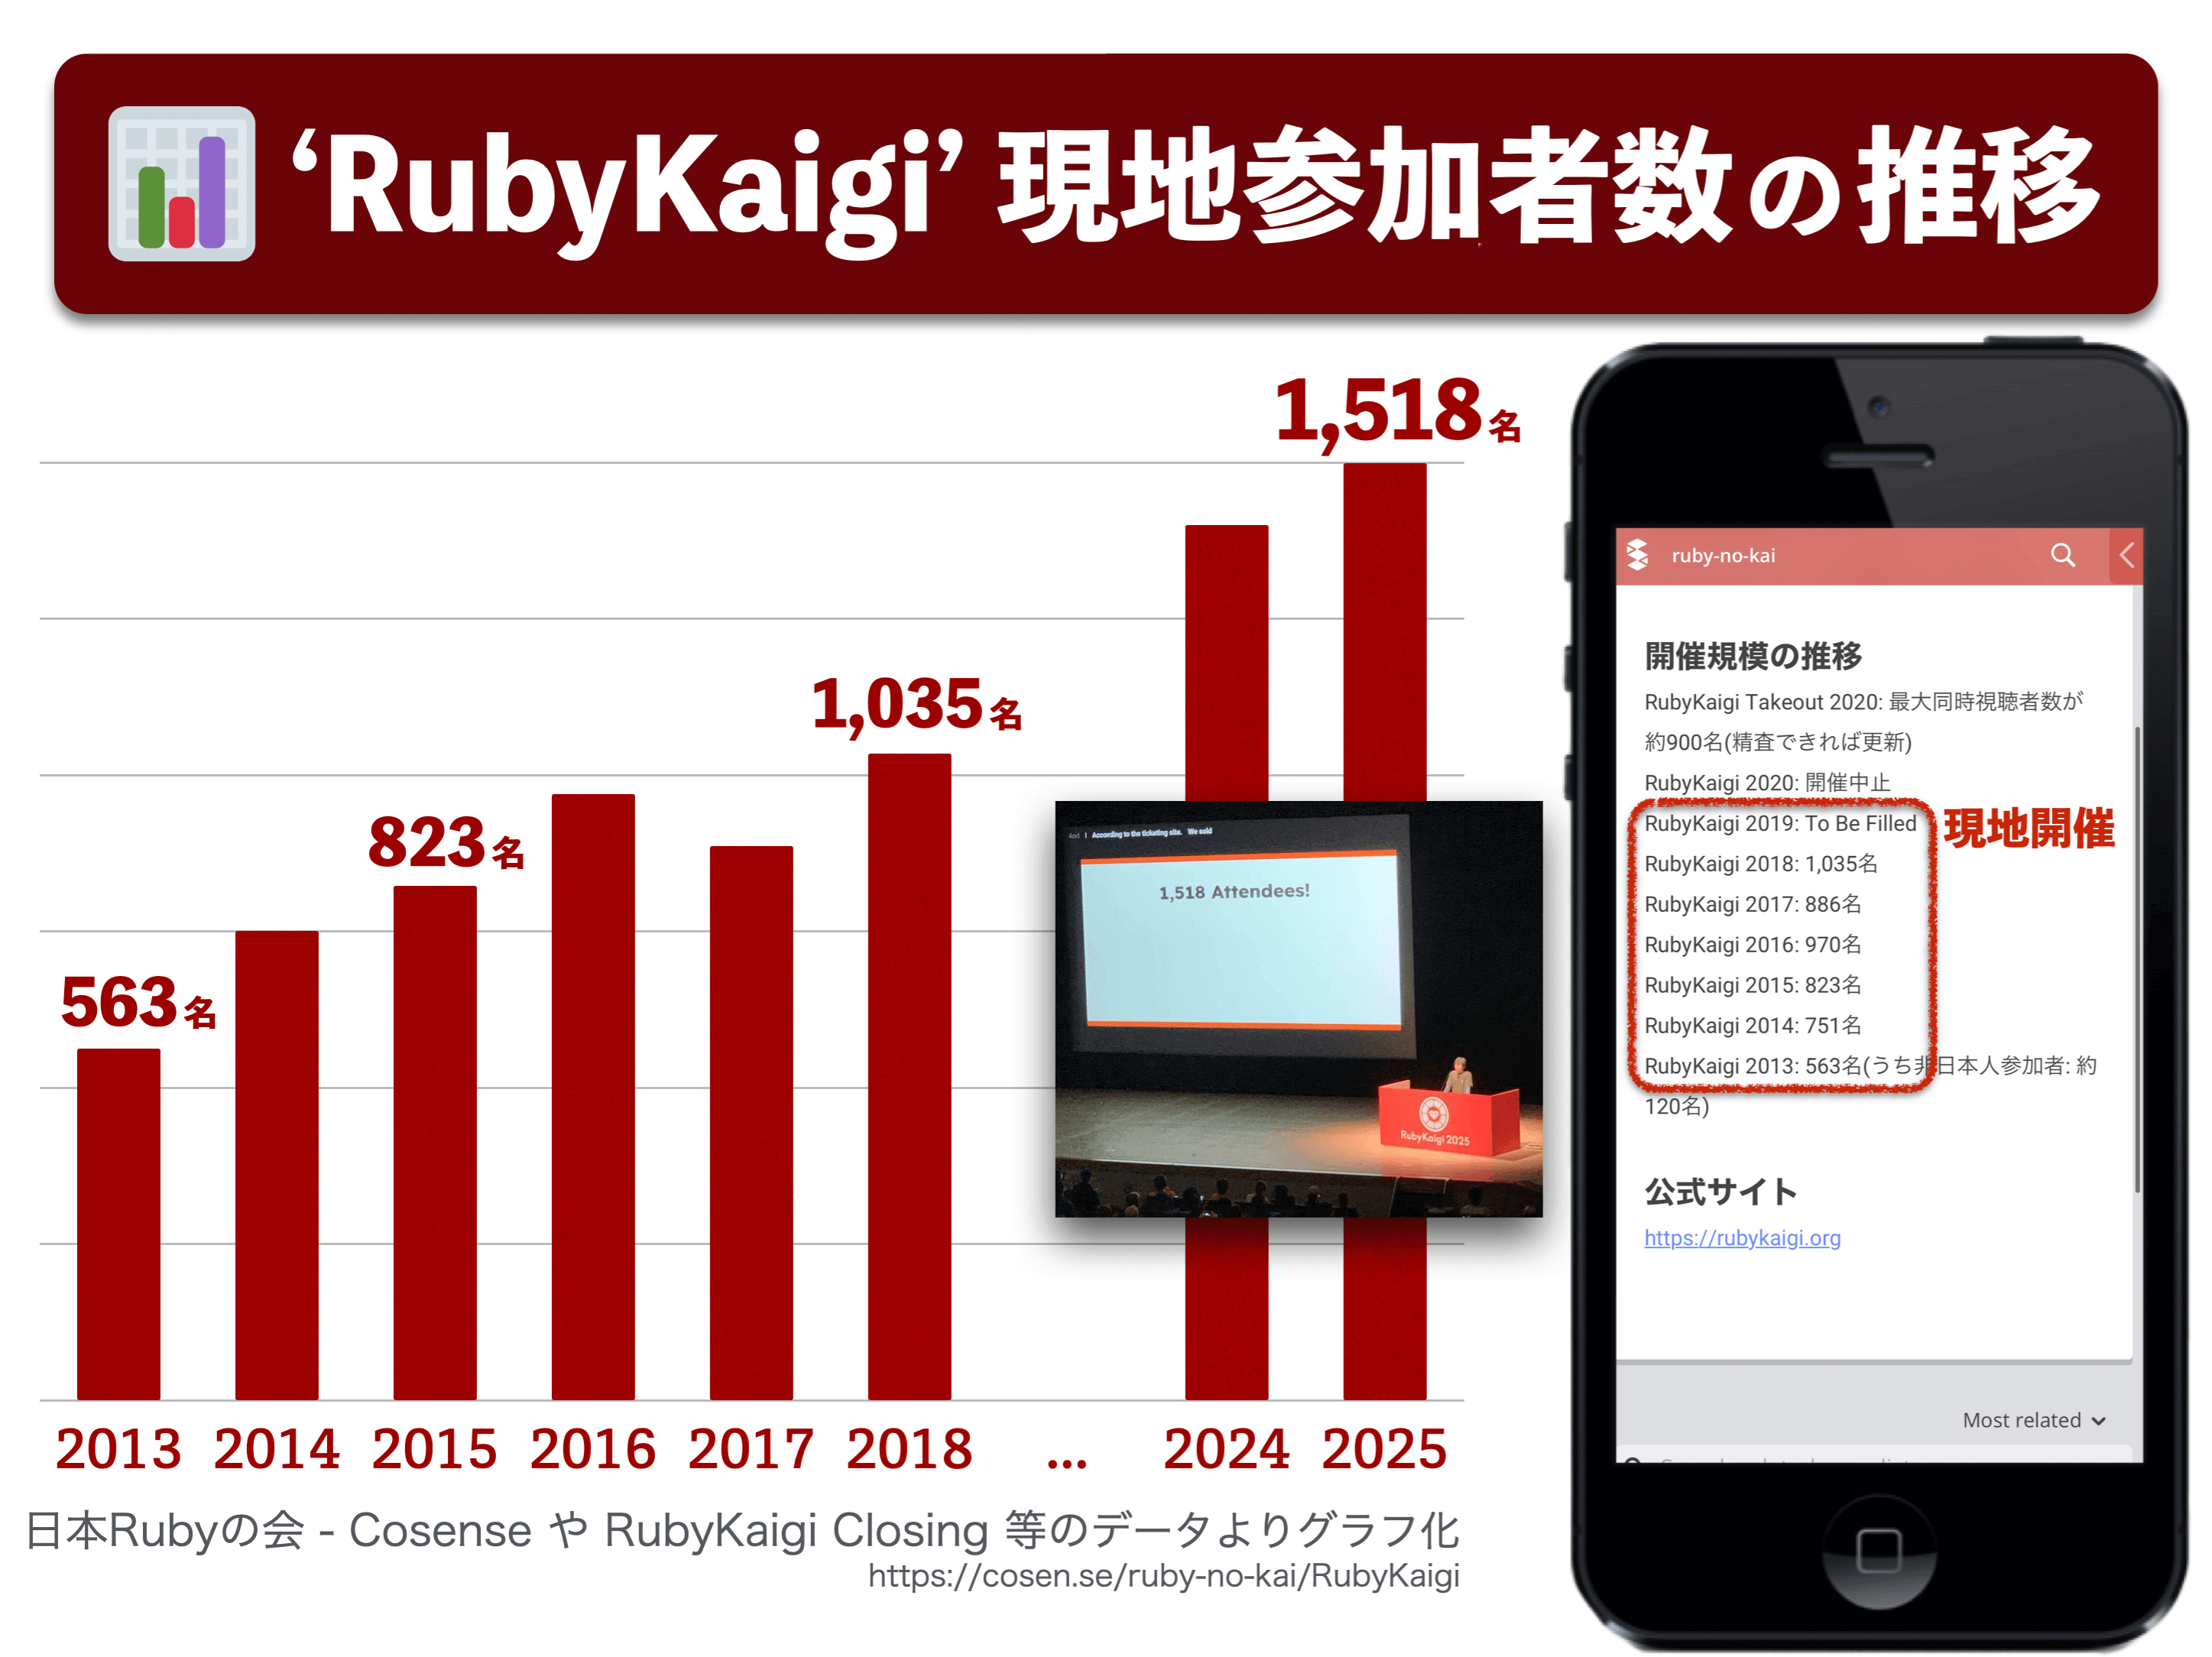 ‘RubyKaigi’ 現地参加者数の推移
1,518名
1,035名
823名
563名
2013 2014 2015 2016 2017 2018 ... 2024 2025
日本Rubyの会 - Cosense や RubyKaigi Closing 等のデータよりグラフ化
https://cosen.se/ruby-no-kai/RubyKaigi
And I According to the ticketing site. We sold
1,518 Attendees!
RubyKaigi 2025
ruby-no-kai
開催規模の推移
RubyKaigi Takeout 2020: 最大同時視聴者数が
約900名(精査できれば更新)
RubyKaigi 2020: 開催中止
RubyKaigi 2019: To Be Filled
現地開催
RubyKaigi 2018: 1,035名
RubyKaigi 2017: 886名
RubyKaigi 2016: 970名
RubyKaigi 2015: 823名
RubyKaigi 2014: 751名
RubyKaigi 2013: 563名(うち非日本人参加者: 約
120名)
公式サイト
https://rubykaigi.org
Most related